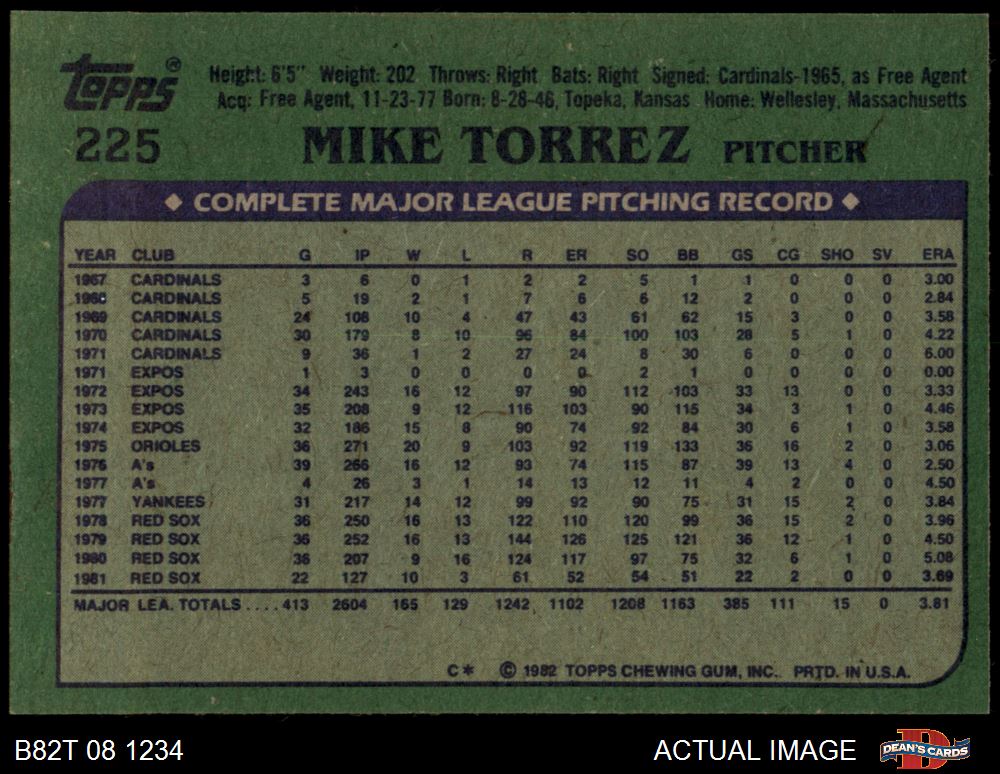 topps®
Height: 6'5" Weight: 202 Throws: Right Bats: Right Signed: Cardinals-1965, as Free Agent
Acq: Free Agent, 11-23-77 Born: 8-28-46, Topeka, Kansas Home: Wellesley, Massachusetts
225 MIKE TORREZ PITCHER
◆ COMPLETE MAJOR LEAGUE PITCHING RECORD ◆
YEAR CLUB G IP W L R ER SO BB GS CG SHO SV ERA
1967 CARDINALS 3 6 0 1 2 2 5 1 1 0 0 0 3.00
1968 CARDINALS 5 19 2 1 7 6 6 12 2 0 0 0 2.84
1969 CARDINALS 24 108 10 4 47 43 61 62 15 3 0 0 3.58
1970 CARDINALS 30 179 8 10 96 84 100 103 28 5 1 0 4.22
1971 CARDINALS 9 36 1 2 27 24 8 30 6 0 0 0 6.00
1971 EXPOS 1 3 0 0 0 0 2 1 0 0 0 0 0.00
1972 EXPOS 34 243 16 12 97 90 112 103 33 13 0 0 3.33
1973 EXPOS 35 208 9 12 116 103 90 115 34 3 1 0 4.46
1974 EXPOS 32 186 15 8 90 74 92 84 30 6 1 0 3.58
1975 ORIOLES 36 271 20 9 103 92 119 133 36 16 2 0 3.06
1976 A's 39 266 16 12 93 74 115 87 39 13 4 0 2.50
1977 A's 4 26 3 1 14 13 12 11 4 2 0 0 4.50
1977 YANKEES 31 217 14 12 99 92 90 75 31 15 2 0 3.84
1978 RED SOX 36 250 16 13 122 110 120 99 36 15 2 0 3.96
1979 RED SOX 36 252 16 13 144 126 125 121 36 12 1 0 4.50
1980 RED SOX 36 207 9 16 124 117 97 75 32 6 1 0 5.08
1981 RED SOX 22 127 10 3 61 52 54 51 22 2 0 0 3.69
MAJOR LEA. TOTALS .... 413 2604 165 129 1242 1102 1208 1163 385 111 15 0 3.81
C* © 1982 TOPPS CHEWING GUM, INC. PRTD. IN U.S.A.
B82T 08 1234 ACTUAL IMAGE DEAN'S CARDS